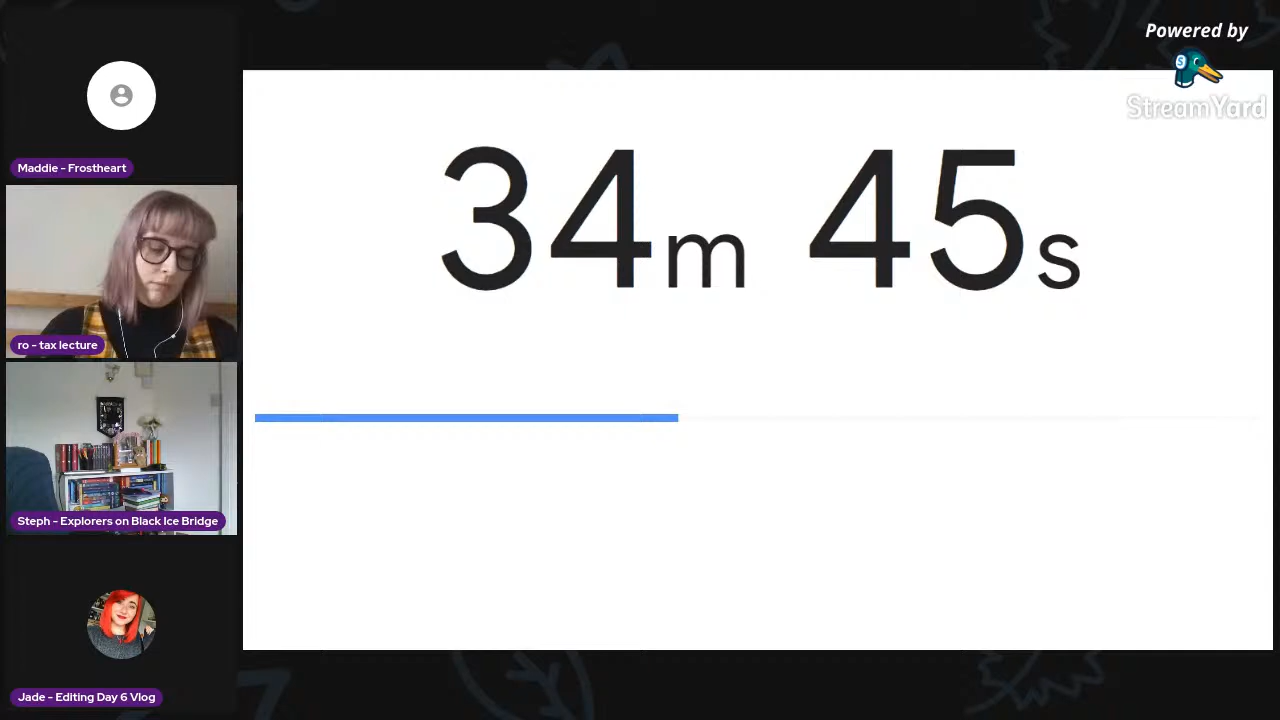 Powered by
StreamYard
34m 45s
Maddie - Frostheart
ro - tax lecture
Steph - Explorers on Black Ice Bridge
Jade - Editing Day 6 Vlog